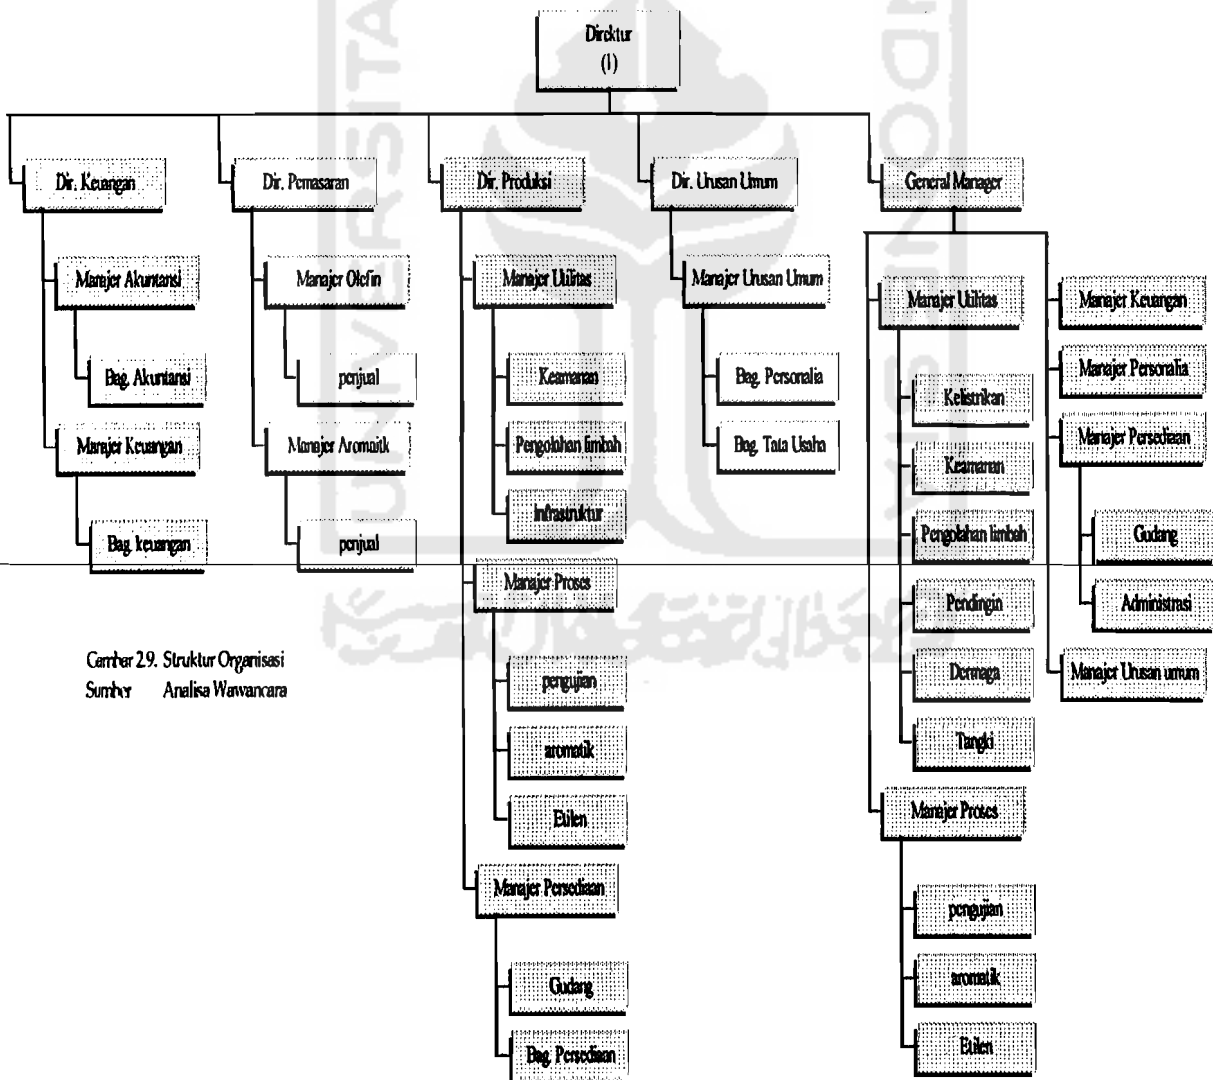 Direktur
(1)
Dir. Keuangan
Dir. Pemasaran
Dir. Produksi
Dir. Urusan Umum
General Manager
Manajer Akuntansi
Bag. Akuntansi
Manajer Keuangan
Bag. keuangan
Manajer Olefin
penjual
Manajer Aromaitk
penjual
Manajer Utilitas
Keamanan
Pengolahan limbah
infrastruktur
Manajer Proses
pengujian
aromatik
Etilen
Manajer Persediaan
Gudang
Bag. Persediaan
Manajer Urusan Umum
Bag. Personalia
Bag. Tata Usaha
Manajer Utilitas
Kelistrikan
Keamanan
Pengolahan limbah
Pendingin
Dermaga
Tangki
Manajer Proses
pengujian
aromatik
Etilen
Manajer Keuangan
Manajer Personalia
Manajer Persediaan
Gudang
Administrasi
Manajer Urusan umum
Gambar 2.9. Struktur Organisasi
Sumber Analisa Wawancara
UNIVERSITA